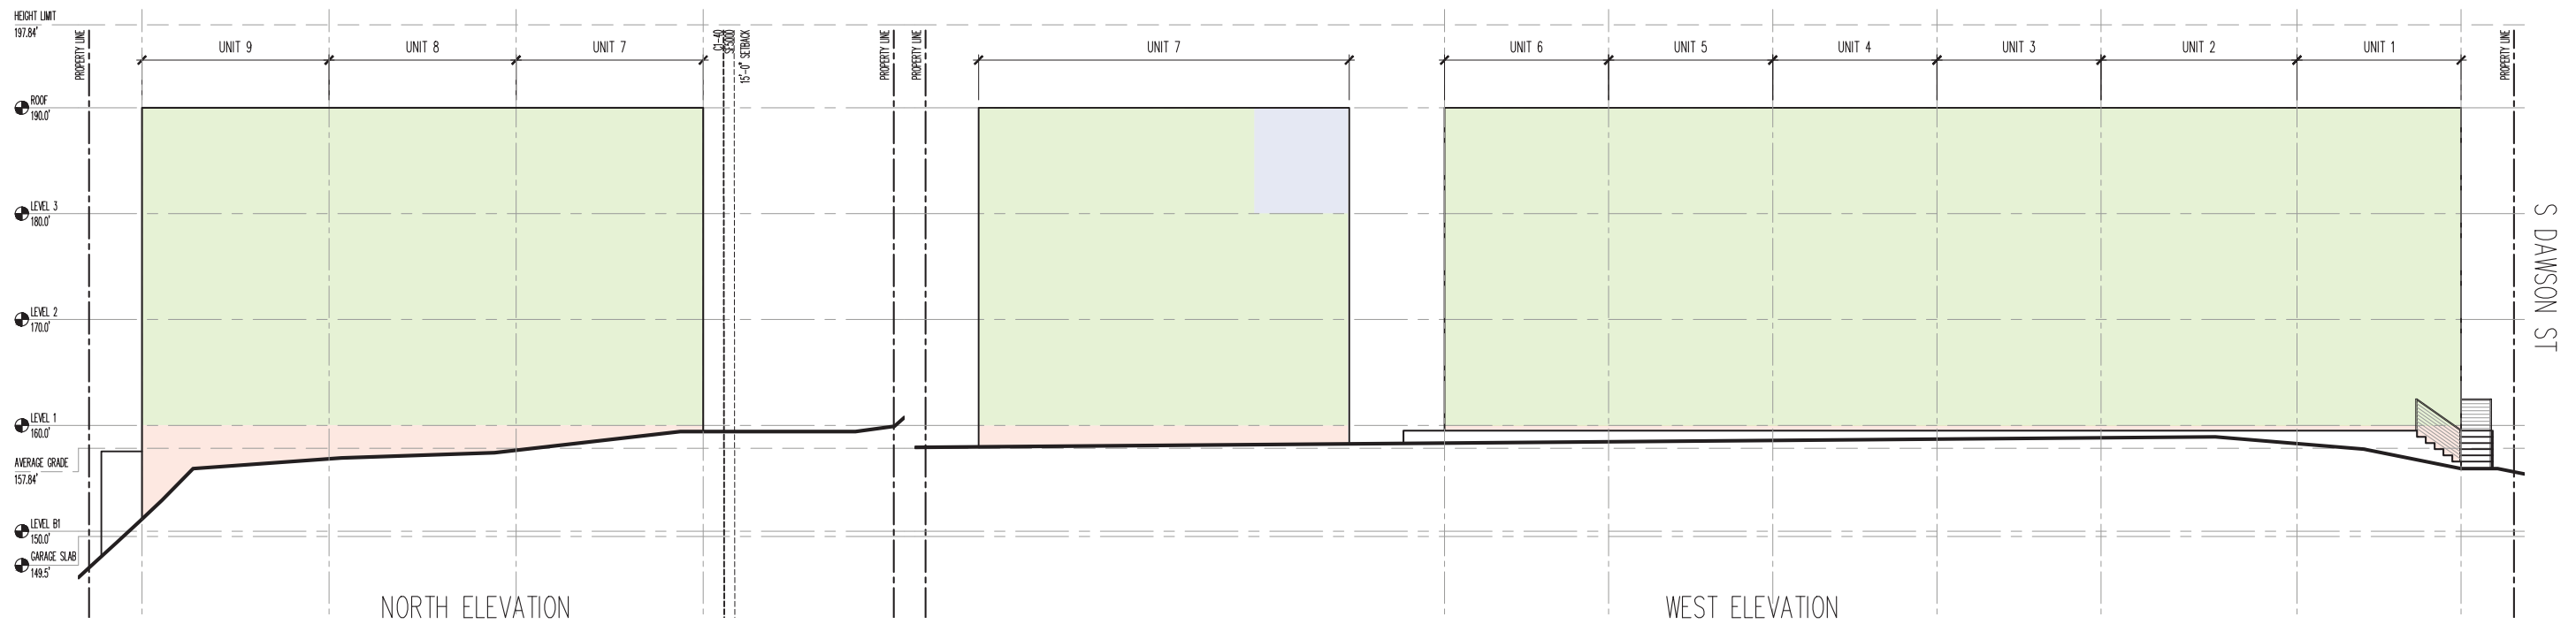 HEIGHT LIMIT
197.84'
PROPERTY LINE
UNIT 9
UNIT 8
UNIT 7
C1-40
SF5000
15'-0" SETBACK
PROPERTY LINE
PROPERTY LINE
UNIT 7
UNIT 6
UNIT 5
UNIT 4
UNIT 3
UNIT 2
UNIT 1
PROPERTY LINE
ROOF
190.0'
LEVEL 3
180.0'
LEVEL 2
170.0'
LEVEL 1
160.0'
AVERAGE GRADE
157.84'
LEVEL B1
150.0'
GARAGE SLAB
149.5'
S DAWSON ST
NORTH ELEVATION
WEST ELEVATION